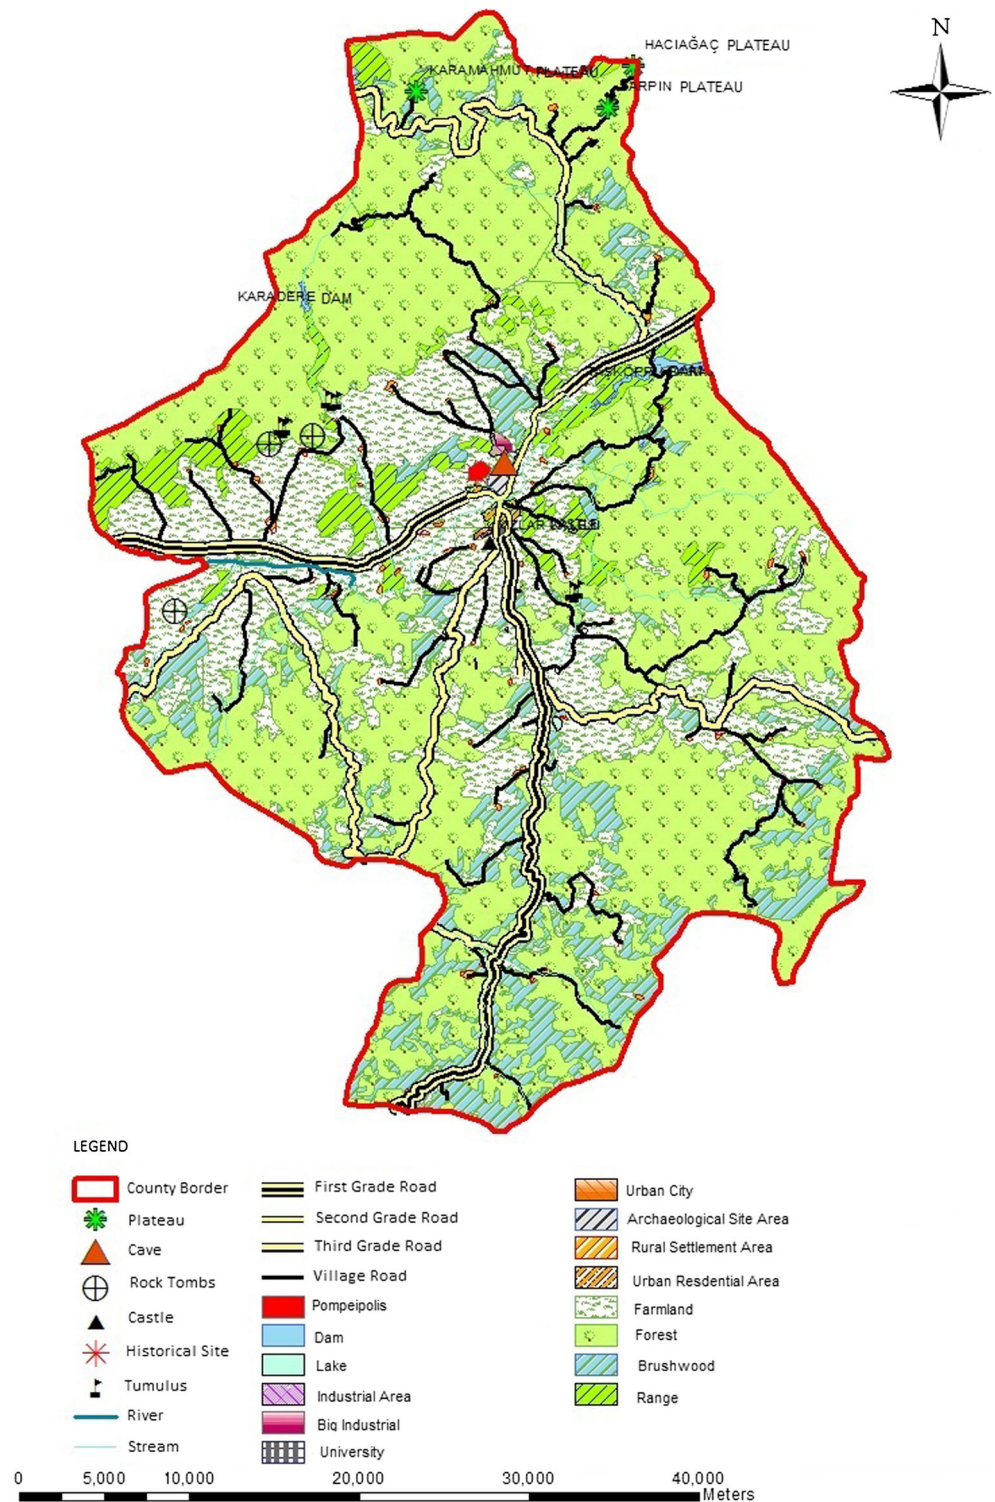 N
HACIAĞAÇ PLATEAU
KARAMAHMUT PLATEAU
ARPIN PLATEAU
KARADERE DAM
LEGEND
County Border
Plateau
Cave
Rock Tombs
Castle
Historical Site
Tumulus
River
Stream
First Grade Road
Second Grade Road
Third Grade Road
Village Road
Pompeipolis
Dam
Lake
Industrial Area
Big Industrial
University
Urban City
Archaeological Site Area
Rural Settlement Area
Urban Resdential Area
Farmland
Forest
Brushwood
Range
0 5,000 10,000 20,000 30,000 40,000
Meters